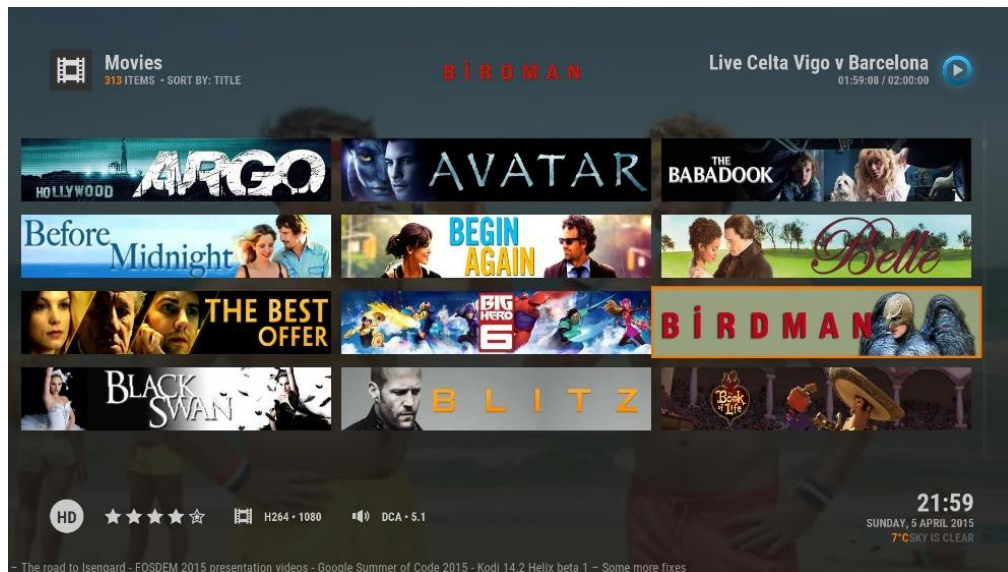 Movies
313 ITEMS • SORT BY: TITLE
BİRDMAN
Live Celta Vigo v Barcelona
01:59:08 / 02:00:00
HOLLYWOOD ARGO
AVATAR
THE BABADOOK
Before Midnight
BEGIN AGAIN
Belle
THE BEST OFFER
BIG HERO 6
BİRDMAN
BLACK SWAN
BLITZ
Book of Life
HD
H264 • 1080
DCA • 5.1
21:59
SUNDAY, 5 APRIL 2015
7°C SKY IS CLEAR
– The road to Isengard - FOSDEM 2015 presentation videos - Google Summer of Code 2015 - Kodi 14.2 Helix beta 1 – Some more fixes